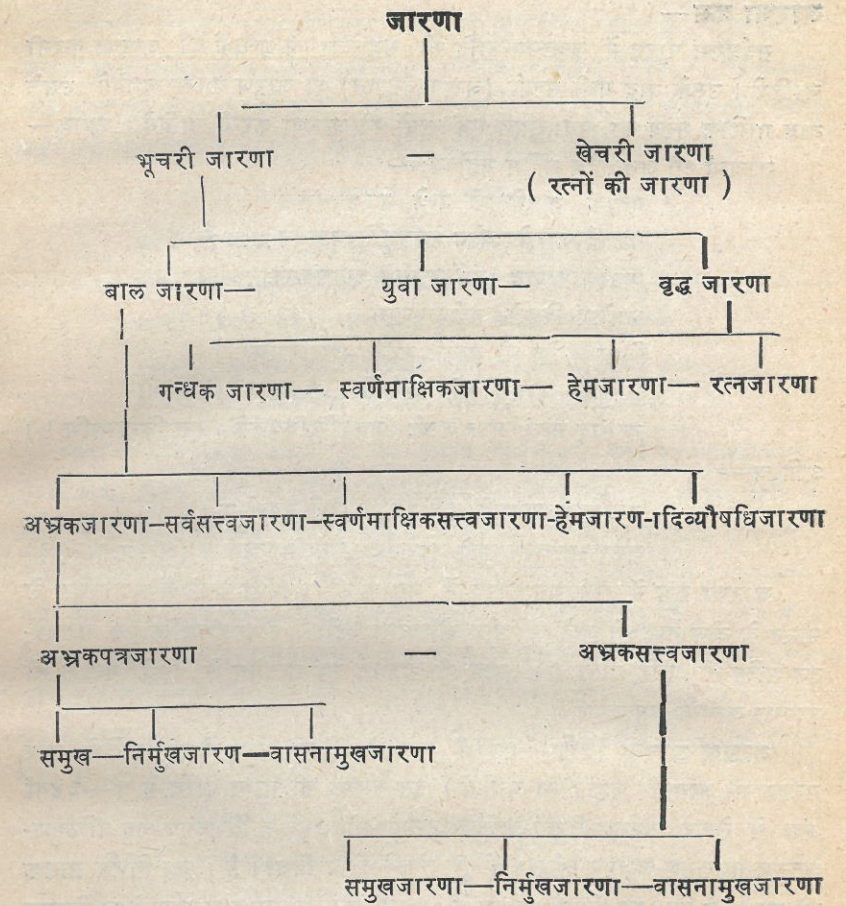 जारणा
भूचरी जारणा — खेचरी जारणा
( रत्नों की जारणा )
बाल जारणा— युवा जारणा— वृद्ध जारणा
गन्धक जारणा— स्वर्णमाक्षिकजारणा— हेमजारणा— रत्नजारणा
अभ्रकजारणा–सर्वसत्त्वजारणा–स्वर्णमाक्षिकसत्त्वजारणा-हेमजारण-ादिव्यौषधिजारणा
अभ्रकपत्रजारणा — अभ्रकसत्त्वजारणा
समुख—निर्मुखजारण—वासनामुखजारणा
समुखजारणा—निर्मुखजारणा—वासनामुखजारणा